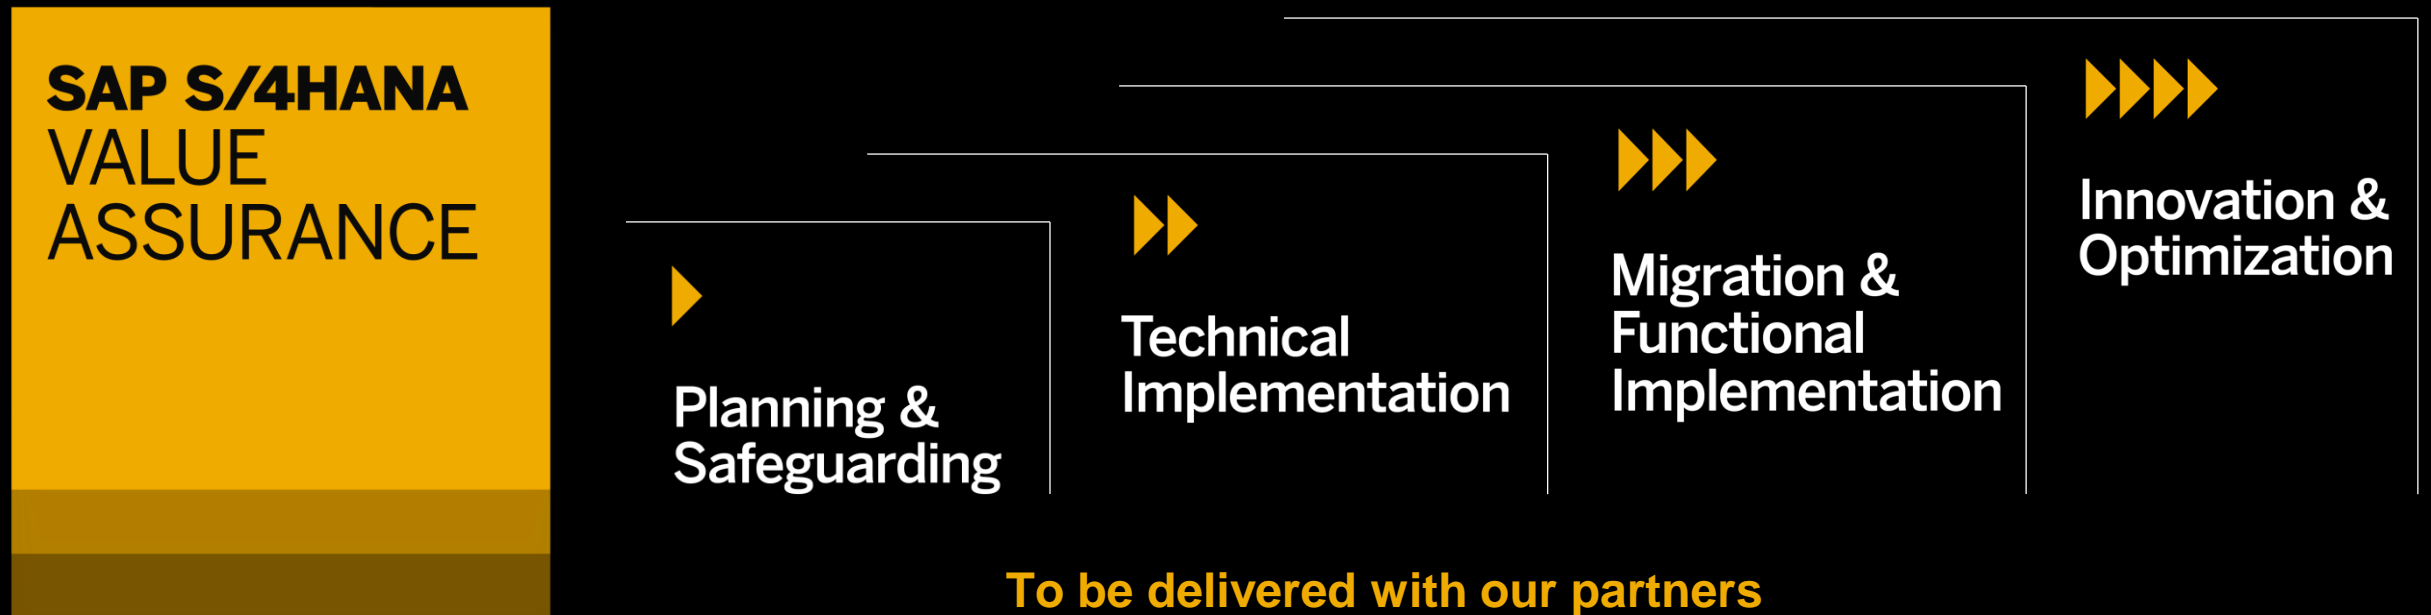 SAP S/4HANA
VALUE
ASSURANCE
Planning &
Safeguarding
Technical
Implementation
Migration &
Functional
Implementation
Innovation &
Optimization
To be delivered with our partners